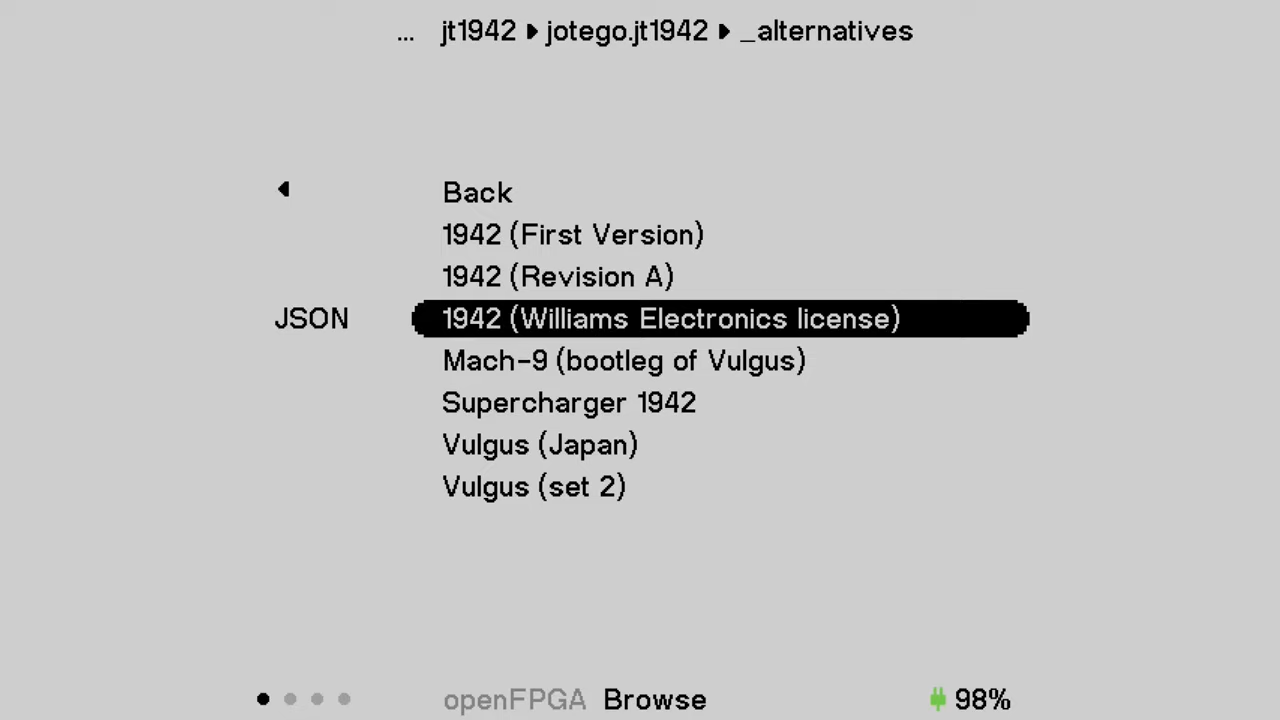 ... jt1942 ▸ jotego.jt1942 ▸ _alternatives
Back
1942 (First Version)
1942 (Revision A)
JSON 1942 (Williams Electronics license)
Mach-9 (bootleg of Vulgus)
Supercharger 1942
Vulgus (Japan)
Vulgus (set 2)
openFPGA Browse 98%